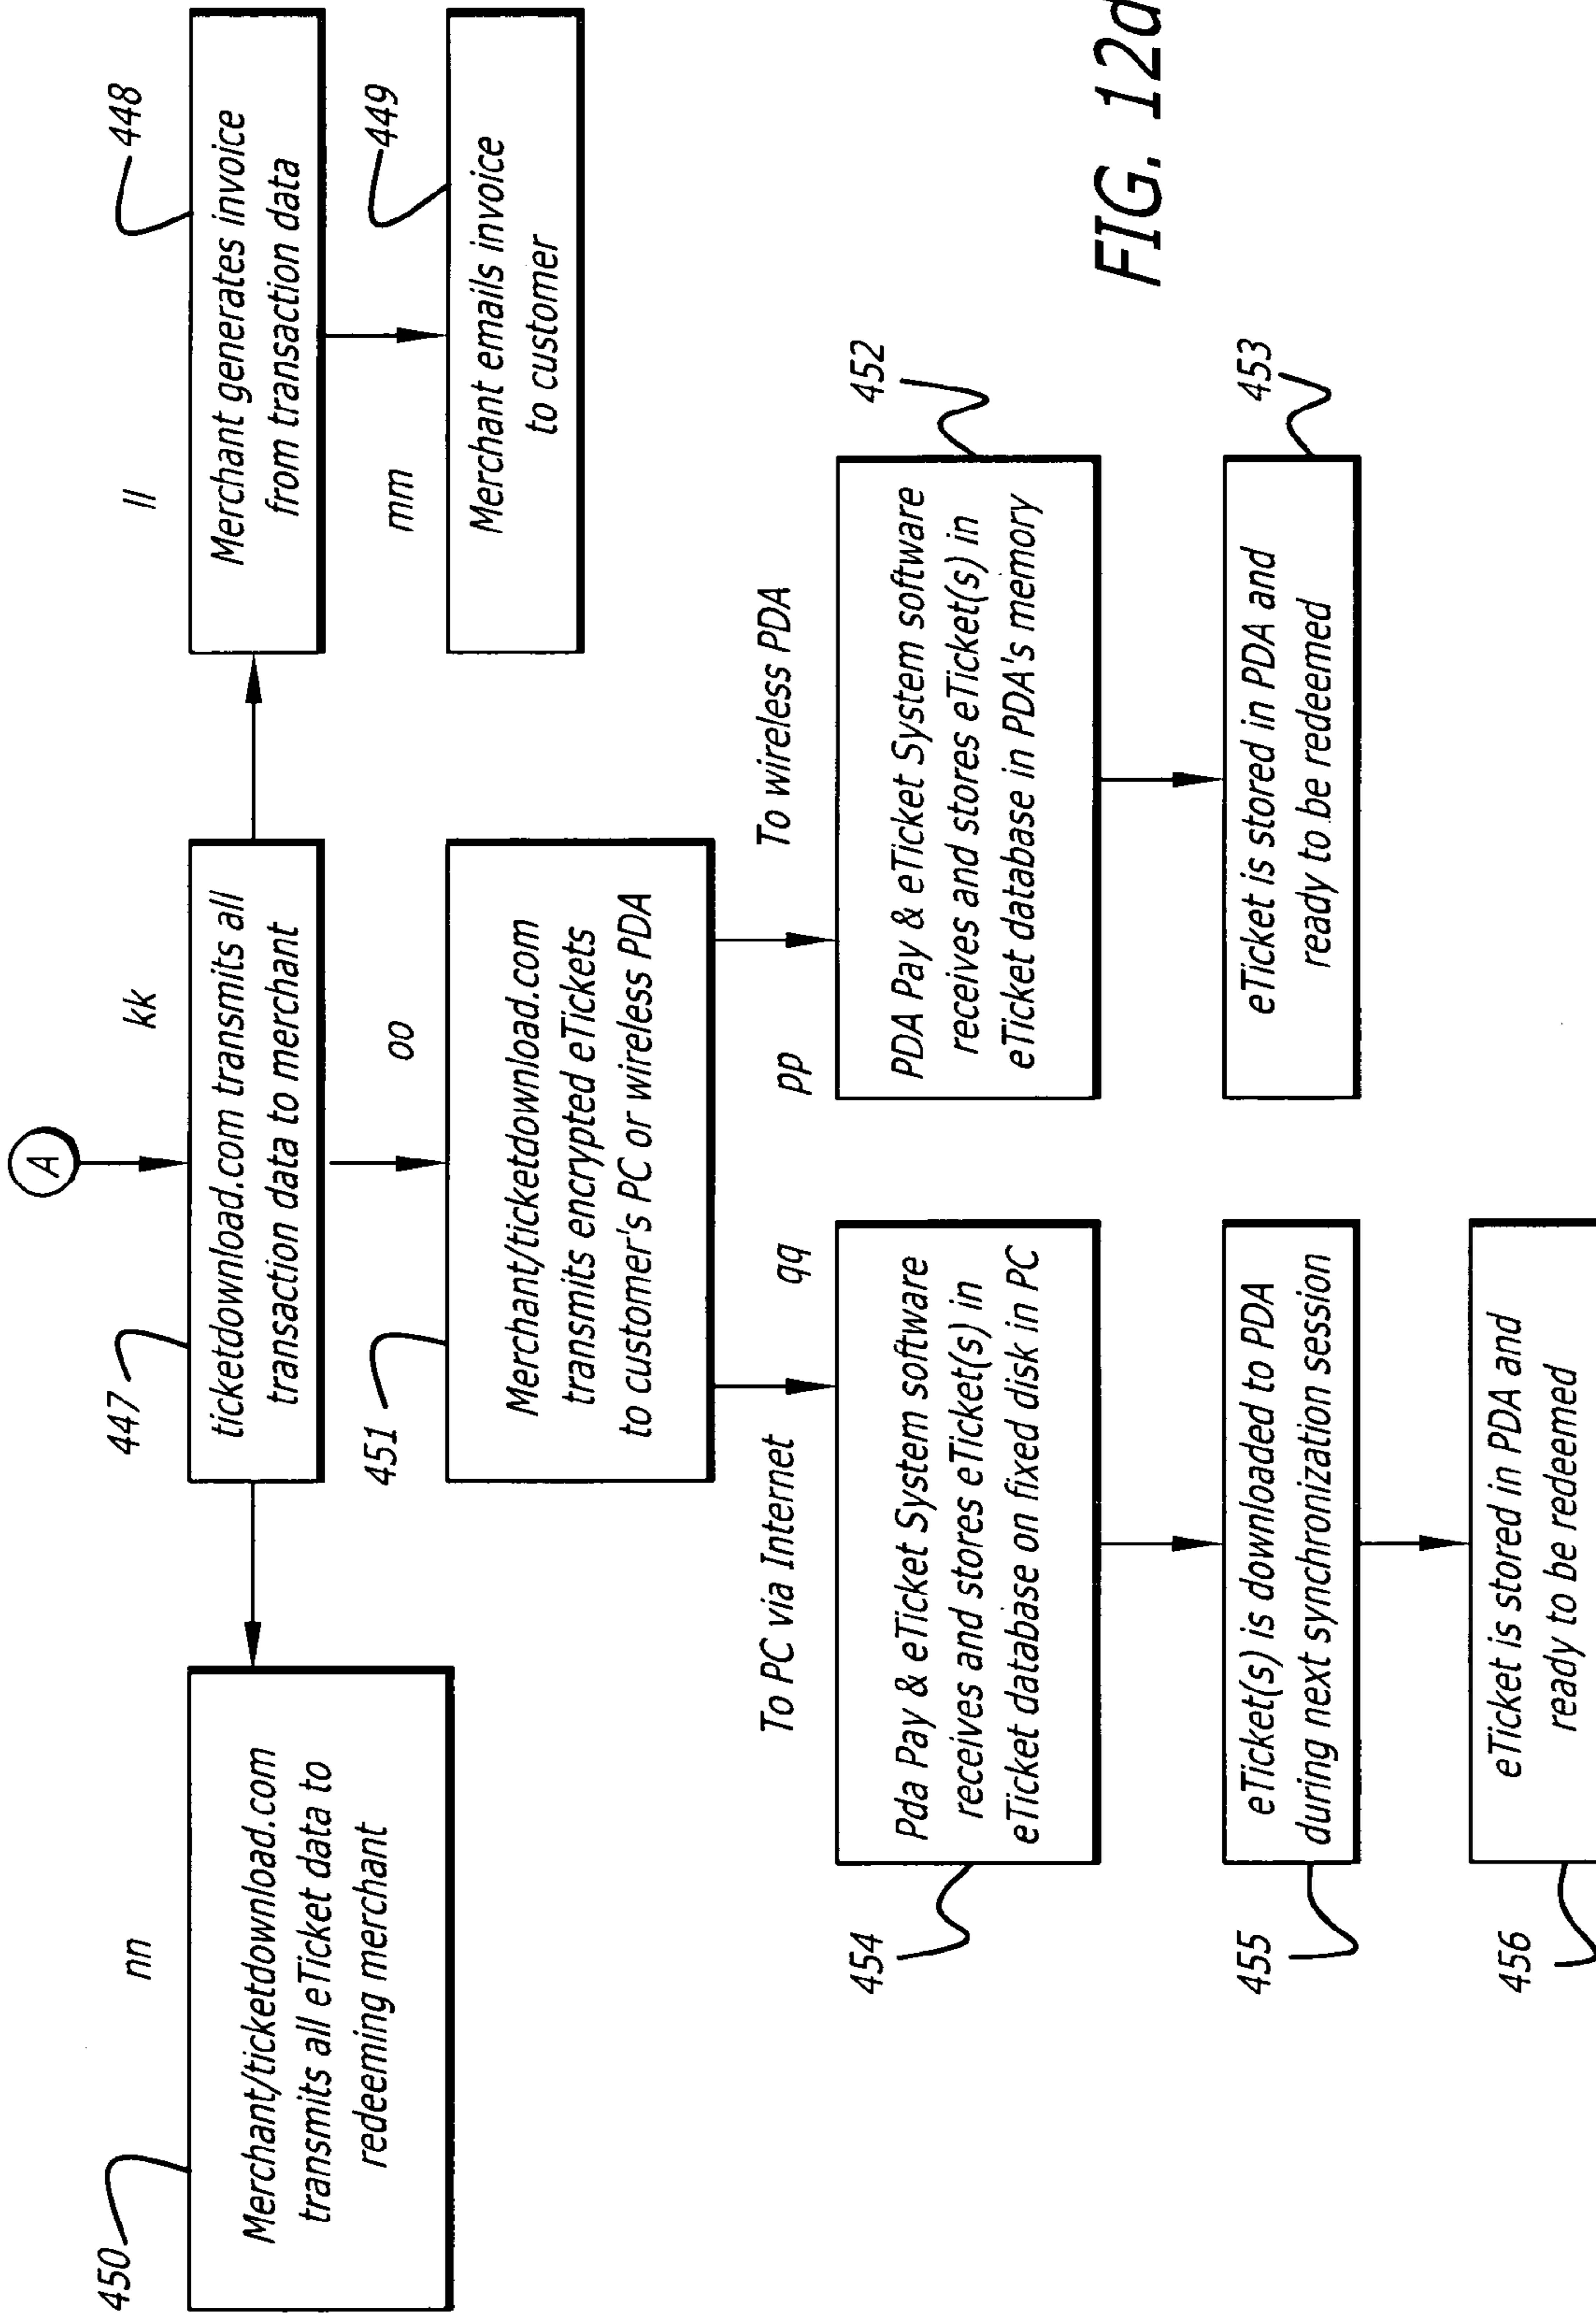 A
kk
447
ticketdownload.com transmits all
transaction data to merchant
ll
448
Merchant generates invoice
from transaction data
mm
449
Merchant emails invoice
to customer
nn
450
Merchant/ticketdownload.com
transmits all eTicket data to
redeeming merchant
oo
451
Merchant/ticketdownload.com
transmits encrypted eTickets
to customer's PC or wireless PDA
To PC via Internet
qq
454
Pda Pay & eTicket System software
receives and stores eTicket(s) in
eTicket database on fixed disk in PC
455
eTicket(s) is downloaded to PDA
during next synchronization session
456
eTicket is stored in PDA and
ready to be redeemed
pp
To wireless PDA
452
PDA Pay & eTicket System software
receives and stores eTicket(s) in
eTicket database in PDA's memory
453
eTicket is stored in PDA and
ready to be redeemed
FIG. 12d